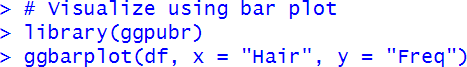 > # Visualize using bar plot
> library(ggpubr)
> ggbarplot(df, x = "Hair", y = "Freq")